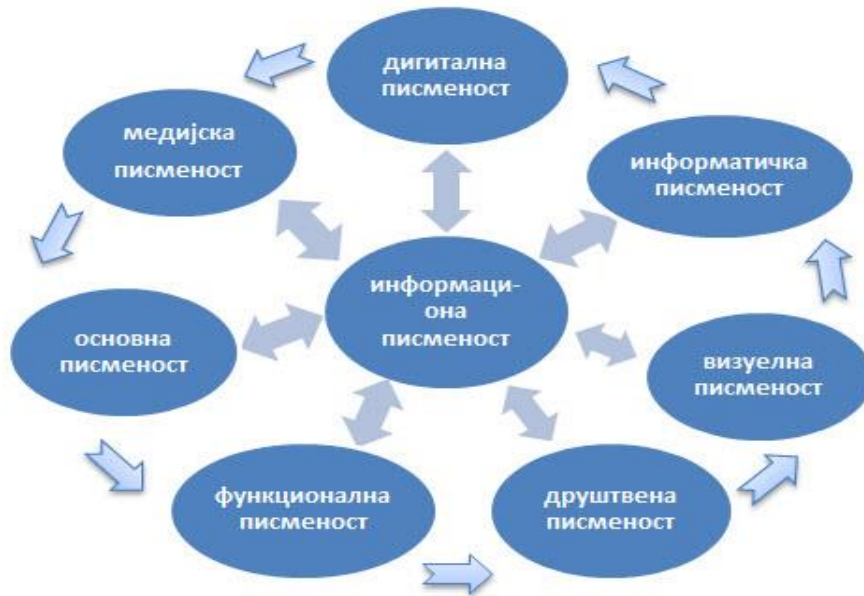 дигитална
писменост
медијска
писменост
информатичка
писменост
информаци-
она
писменост
основна
писменост
визуелна
писменост
функционална
писменост
друштвена
писменост